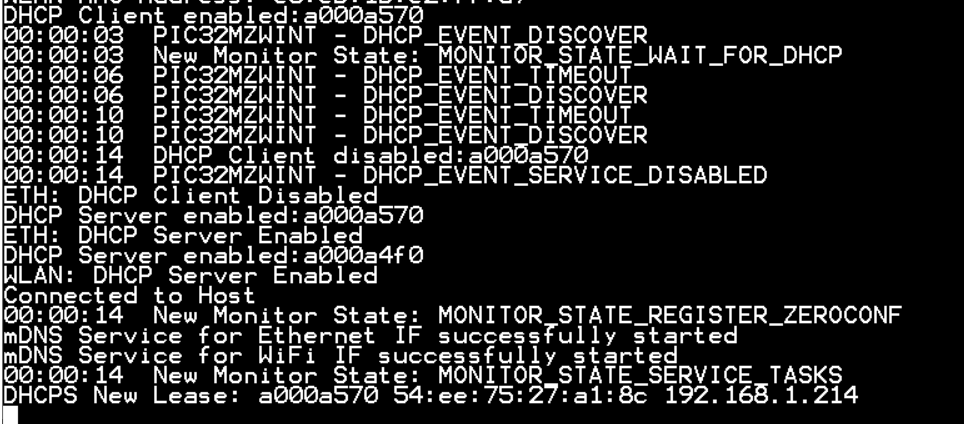 DHCP Client enabled:a000a570
00:00:03  PIC32MZWINT - DHCP_EVENT_DISCOVER
00:00:03  New Monitor State: MONITOR_STATE_WAIT_FOR_DHCP
00:00:06  PIC32MZWINT - DHCP_EVENT_TIMEOUT
00:00:06  PIC32MZWINT - DHCP_EVENT_DISCOVER
00:00:10  PIC32MZWINT - DHCP_EVENT_TIMEOUT
00:00:10  PIC32MZWINT - DHCP_EVENT_DISCOVER
00:00:14  DHCP Client disabled:a000a570
00:00:14  PIC32MZWINT - DHCP_EVENT_SERVICE_DISABLED
ETH: DHCP Client Disabled
DHCP Server enabled:a000a570
ETH: DHCP Server Enabled
DHCP Server enabled:a000a4f0
WLAN: DHCP Server Enabled
Connected to Host
00:00:14  New Monitor State: MONITOR_STATE_REGISTER_ZEROCONF
mDNS Service for Ethernet IF successfully started
mDNS Service for WiFi IF successfully started
00:00:14  New Monitor State: MONITOR_STATE_SERVICE_TASKS
DHCPS New Lease: a000a570 54:ee:75:27:a1:8c 192.168.1.214